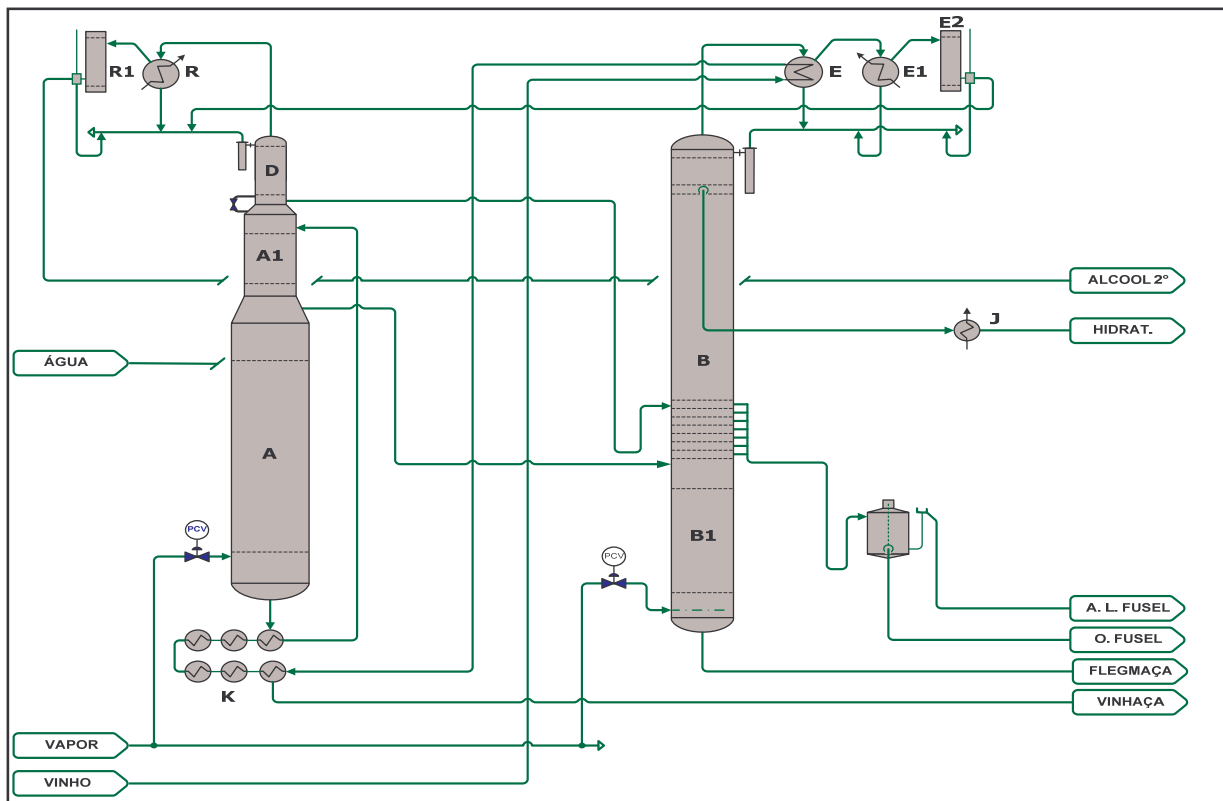 E2
R1
R
E
E1
D
A1
ALCOOL 2°
J
HIDRAT.
ÁGUA
B
A
PCV
B1
PCV
A. L. FUSEL
O. FUSEL
FLEGMAÇA
K
VINHAÇA
VAPOR
VINHO